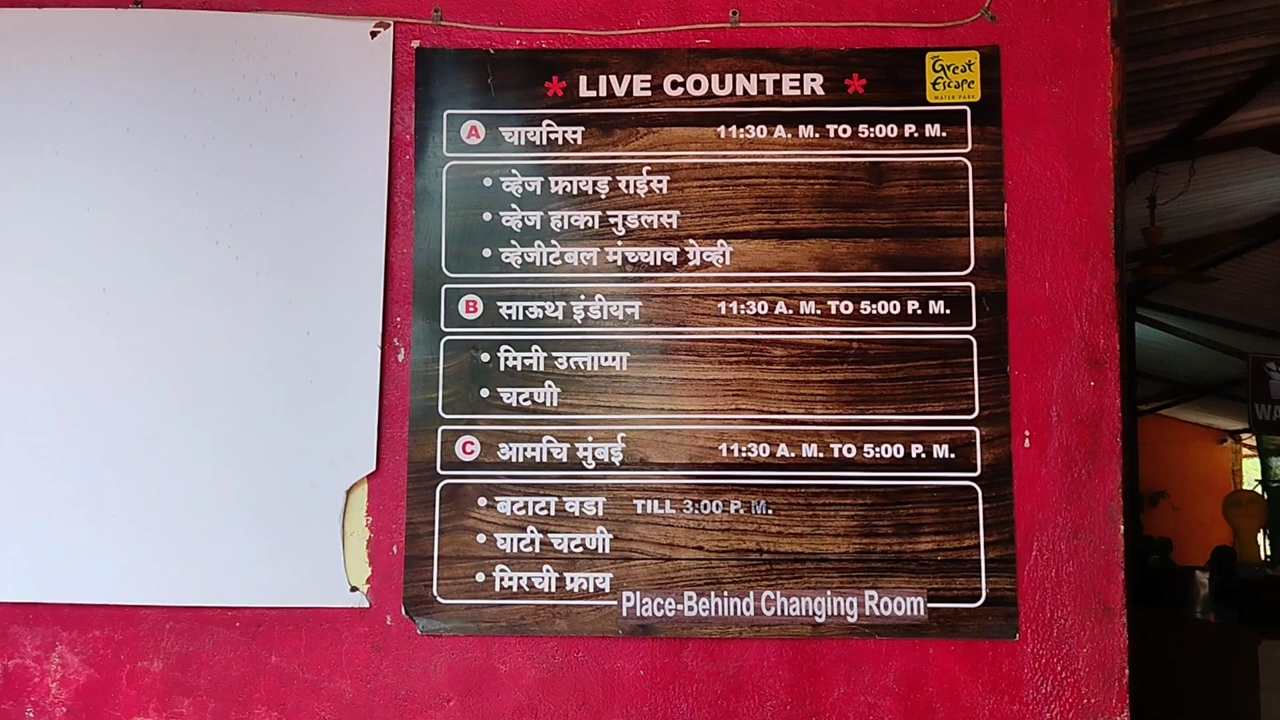 * LIVE COUNTER *
The Great Escape WATER PARK
A चायनिस 11:30 A. M. TO 5:00 P. M.
• व्हेज फ्रायड़ राईस
• व्हेज हाका नुडलस
• व्हेजीटेबल मंच्चाव ग्रेव्ही
B साऊथ इंडीयन 11:30 A. M. TO 5:00 P. M.
• मिनी उत्ताप्पा
• चटणी
C आमचि मुंबई 11:30 A. M. TO 5:00 P. M.
• बटाटा वडा TILL 3:00 P. M.
• घाटी चटणी
• मिरची फ्राय
Place-Behind Changing Room
WA